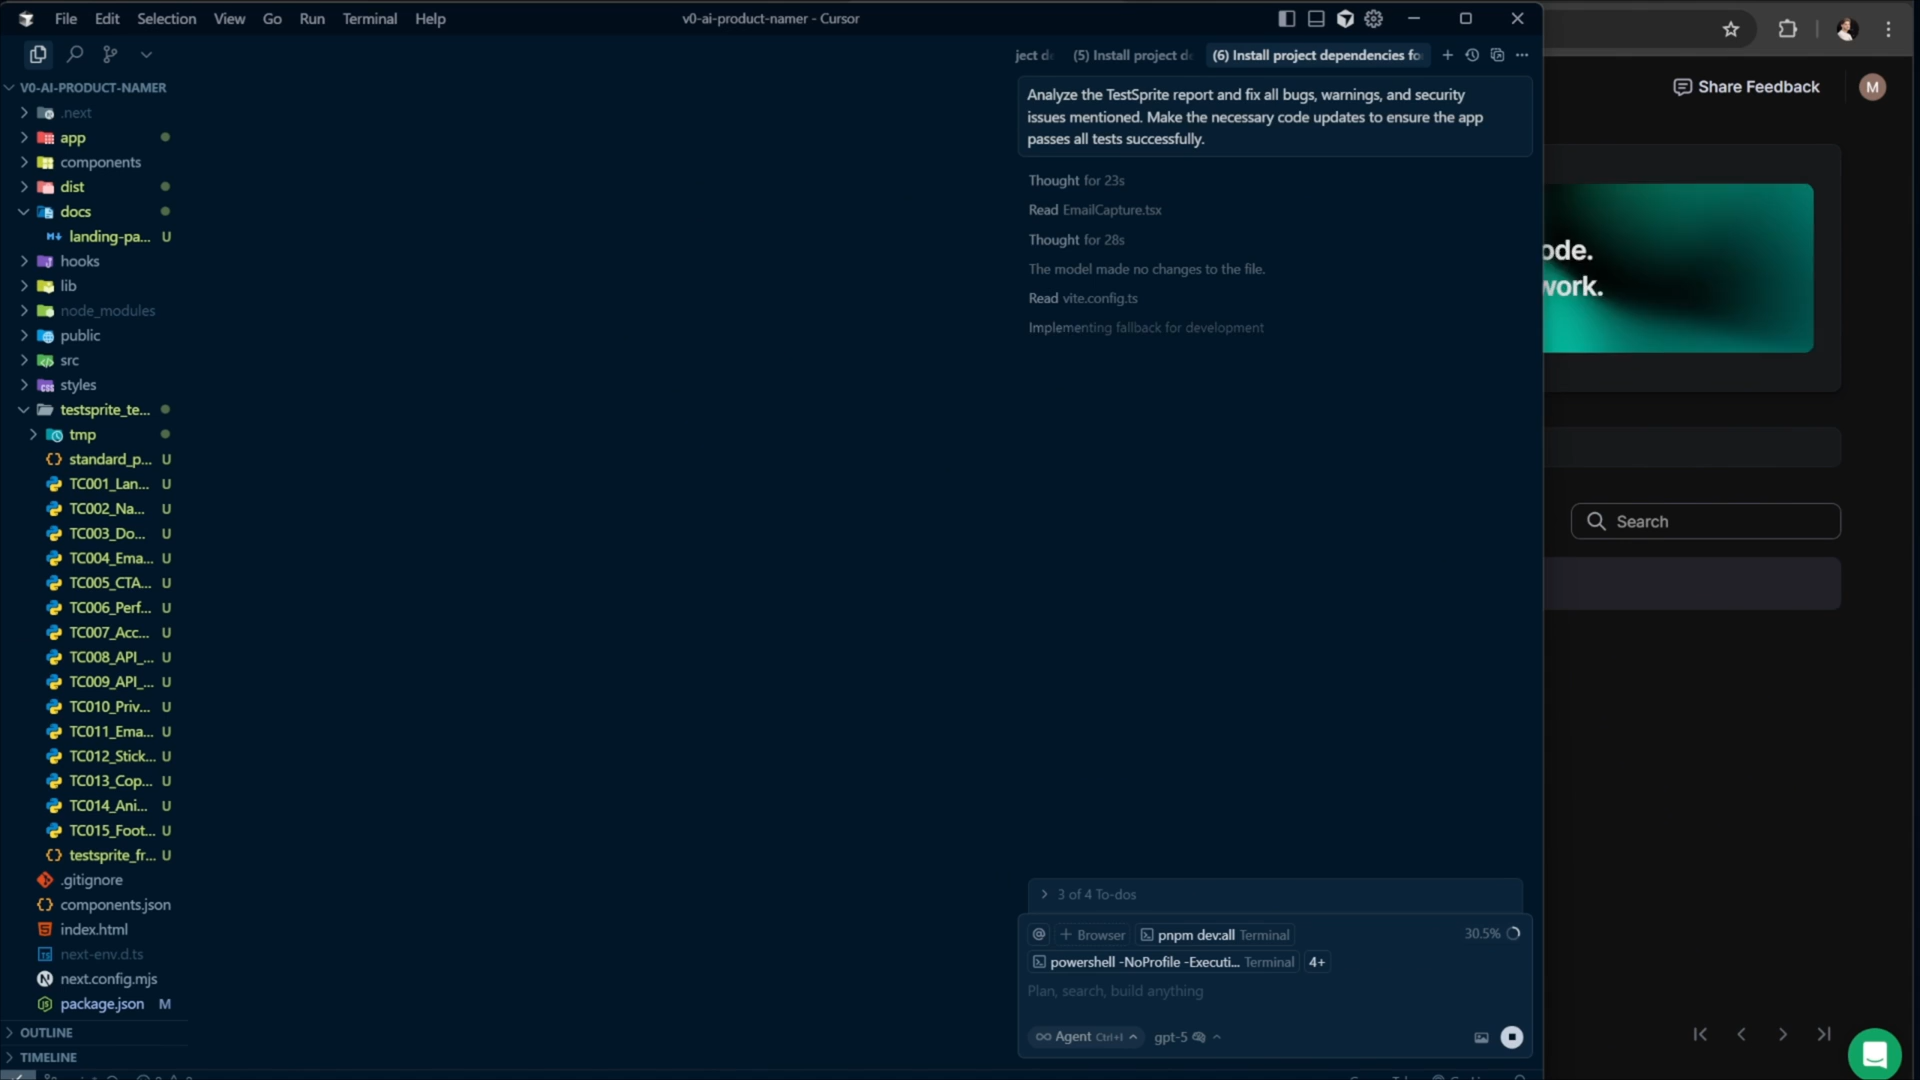 File Edit Selection View Go Run Terminal Help
v0-ai-product-namer - Cursor
V0-AI-PRODUCT-NAMER
.next
app
components
dist
docs
landing-pa... U
hooks
lib
node_modules
public
src
styles
testsprite_te...
tmp
standard_p... U
TC001_Lan... U
TC002_Na... U
TC003_Do... U
TC004_Ema... U
TC005_CTA... U
TC006_Perf... U
TC007_Acc... U
TC008_API_... U
TC009_API_... U
TC010_Priv... U
TC011_Ema... U
TC012_Stick... U
TC013_Cop... U
TC014_Ani... U
TC015_Foot... U
testsprite_fr... U
.gitignore
components.json
index.html
next-env.d.ts
next.config.mjs
package.json M
OUTLINE
TIMELINE
ject de (5) Install project de (6) Install project dependencies fo
Analyze the TestSprite report and fix all bugs, warnings, and security
issues mentioned. Make the necessary code updates to ensure the app
passes all tests successfully.
Thought for 23s
Read EmailCapture.tsx
Thought for 28s
The model made no changes to the file.
Read vite.config.ts
Implementing fallback for development
3 of 4 To-dos
@ + Browser pnpm dev:all Terminal 30.5%
powershell -NoProfile -Executi... Terminal 4+
Plan, search, build anything
Agent Ctrl+I gpt-5
Share Feedback
M
ode.
work.
Search